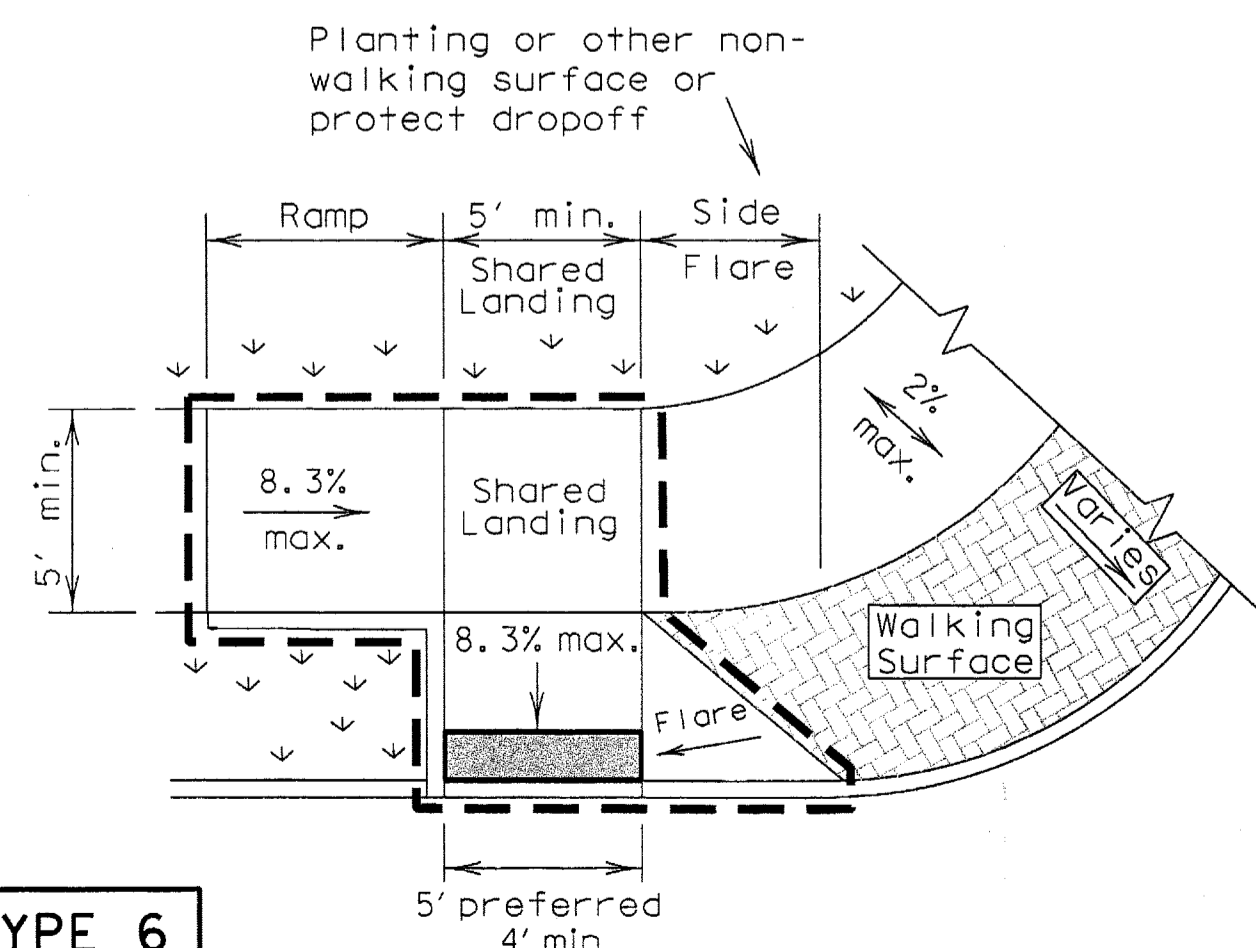 Planting or other non-
walking surface or
protect dropoff
Ramp
5' min.
Side
Flare
Shared
Landing
2%
max.
5' min.
8.3%
max.
Shared
Landing
Varies
8.3% max.
Walking
Surface
Flare
5' preferred
4' min
YPE 6